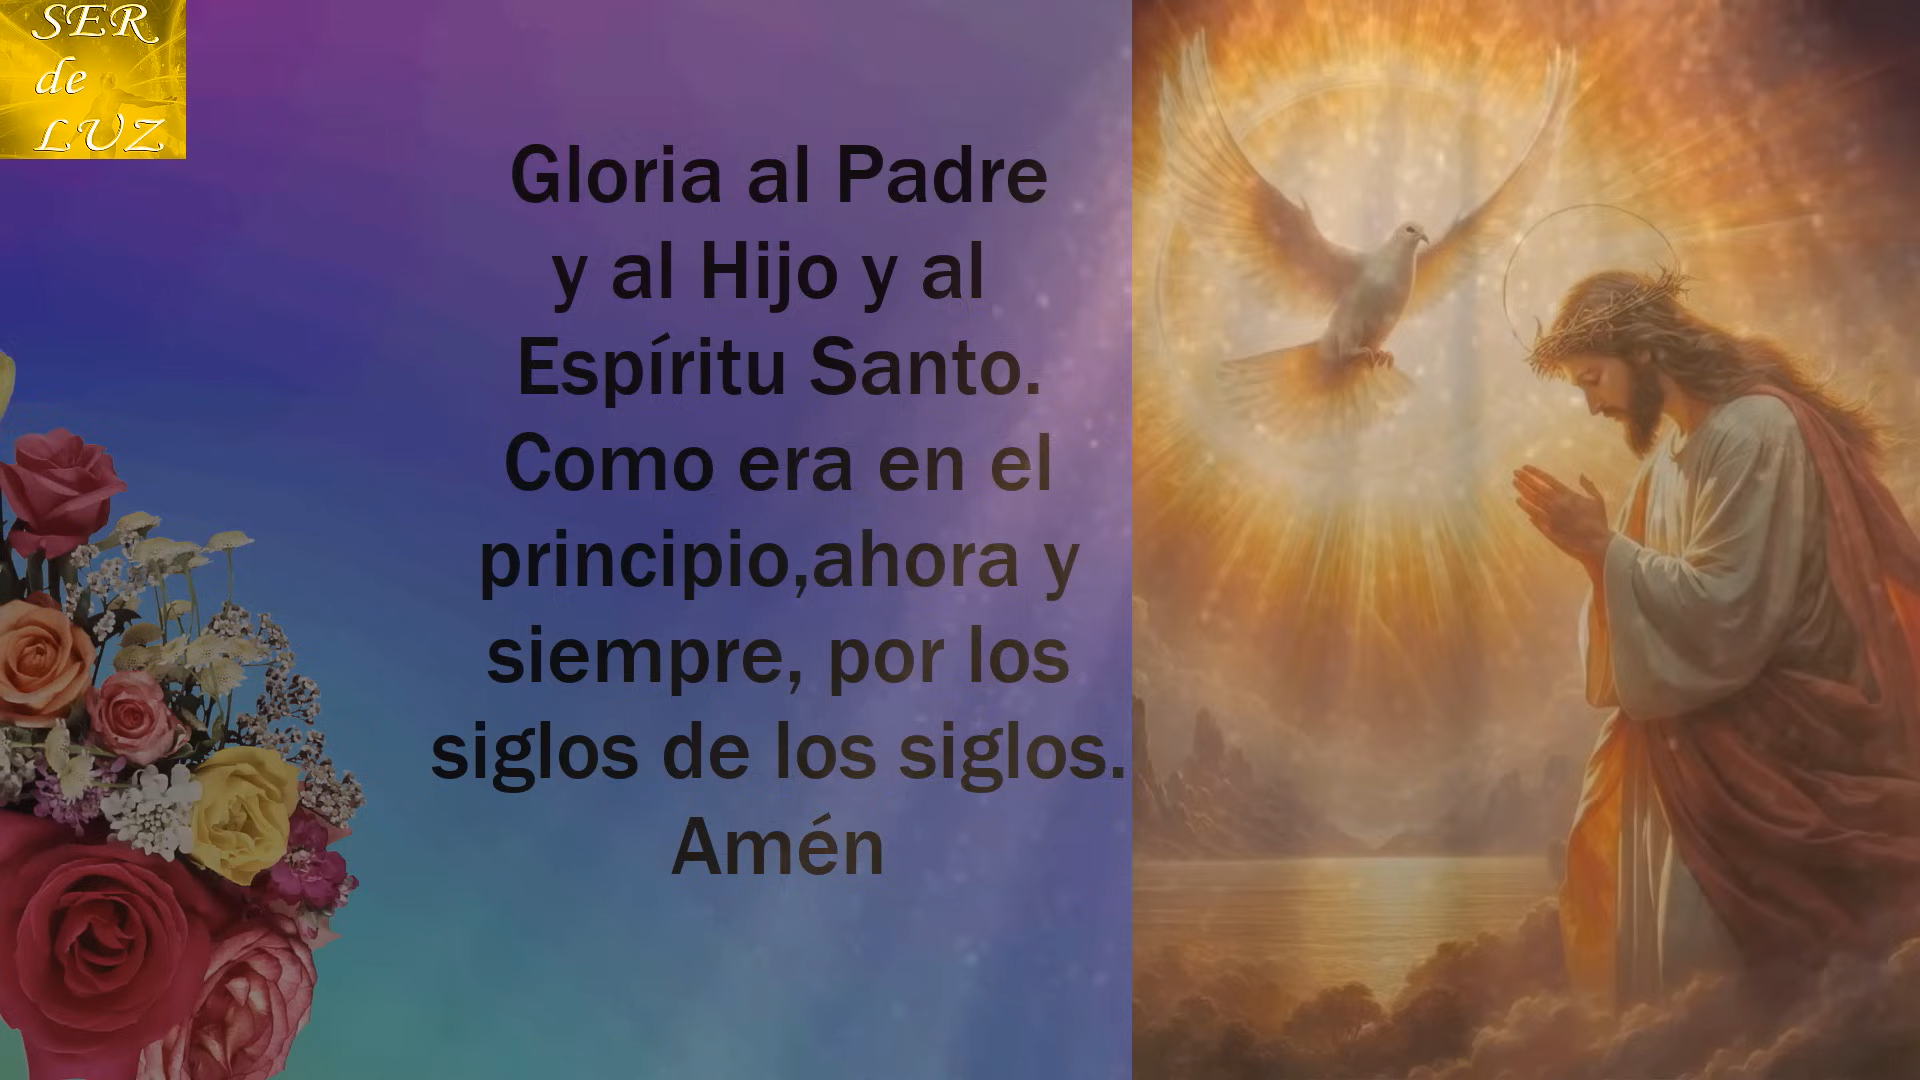 SER
de
LUZ
Gloria al Padre
y al Hijo y al
Espíritu Santo.
Como era en el
principio,ahora y
siempre, por los
siglos de los siglos.
Amén